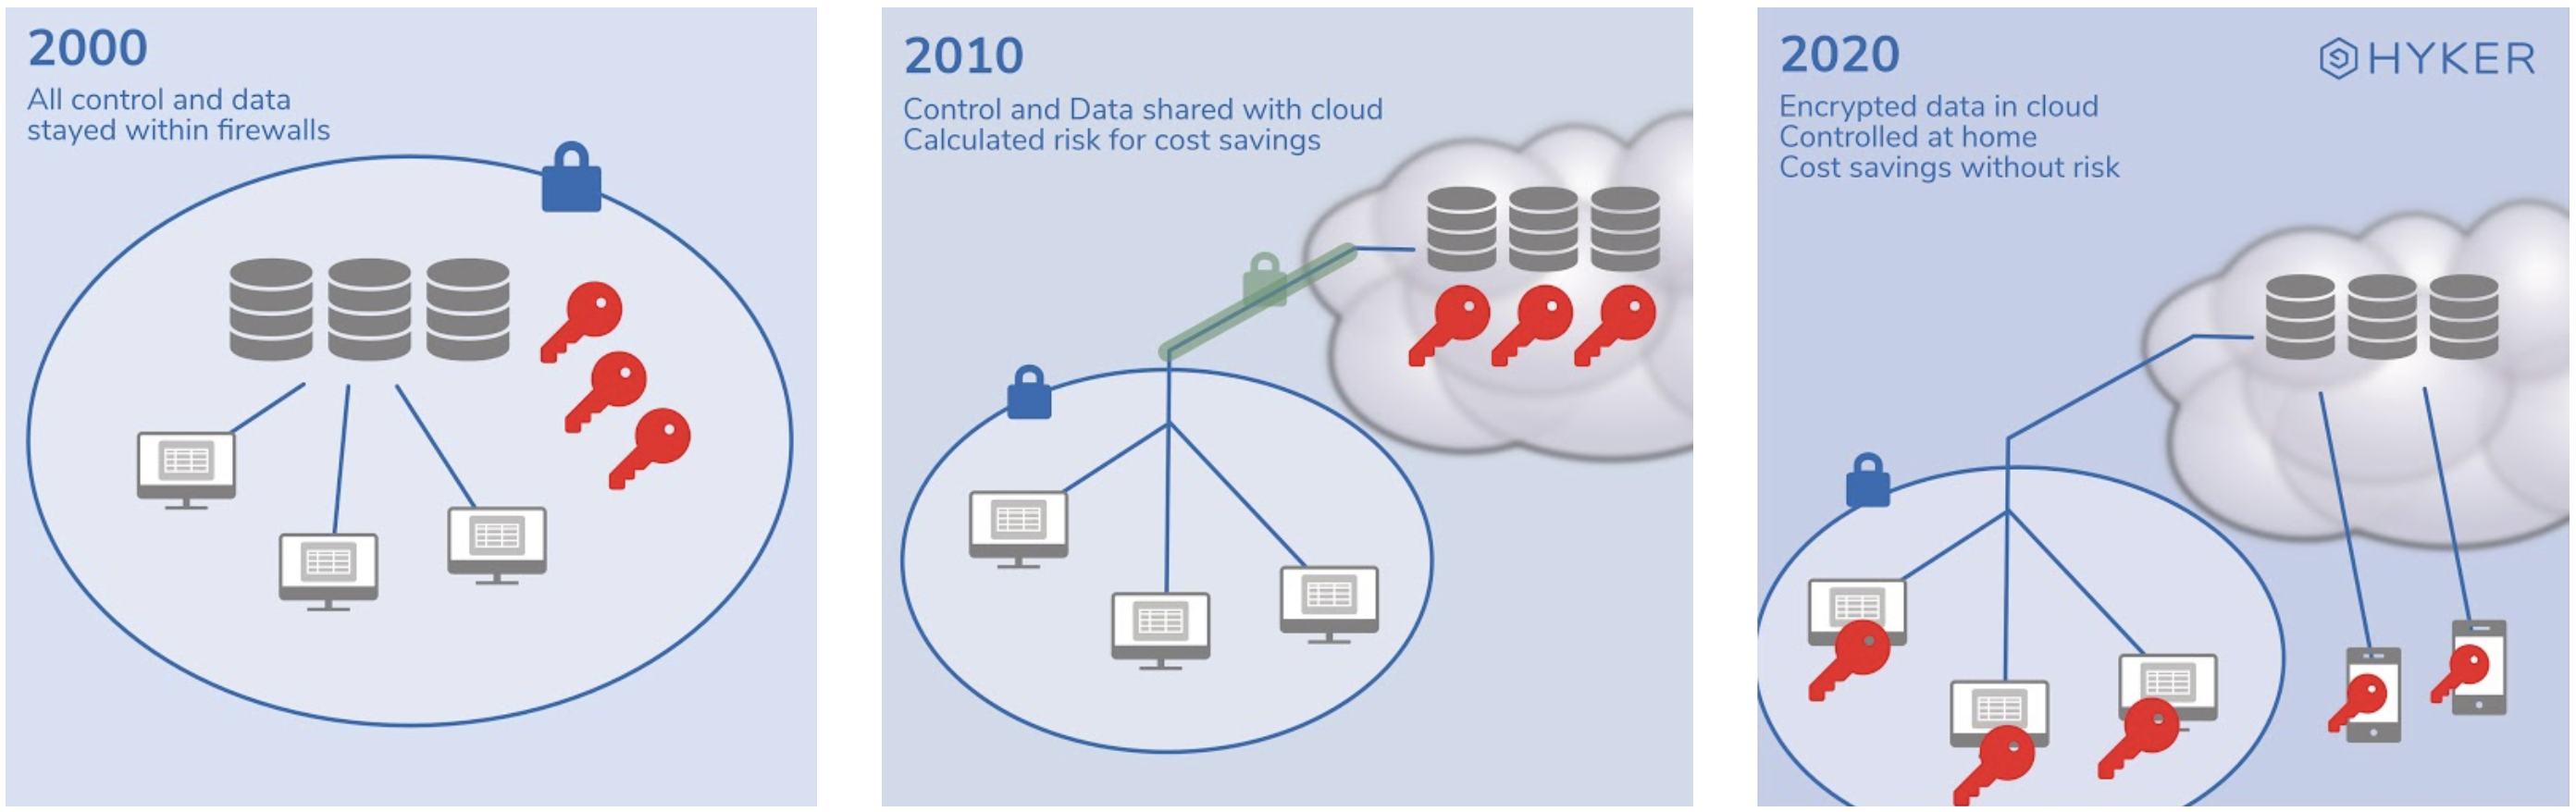 2000
All control and data
stayed within firewalls
2010
Control and Data shared with cloud
Calculated risk for cost savings
2020
HYKER
Encrypted data in cloud
Controlled at home
Cost savings without risk